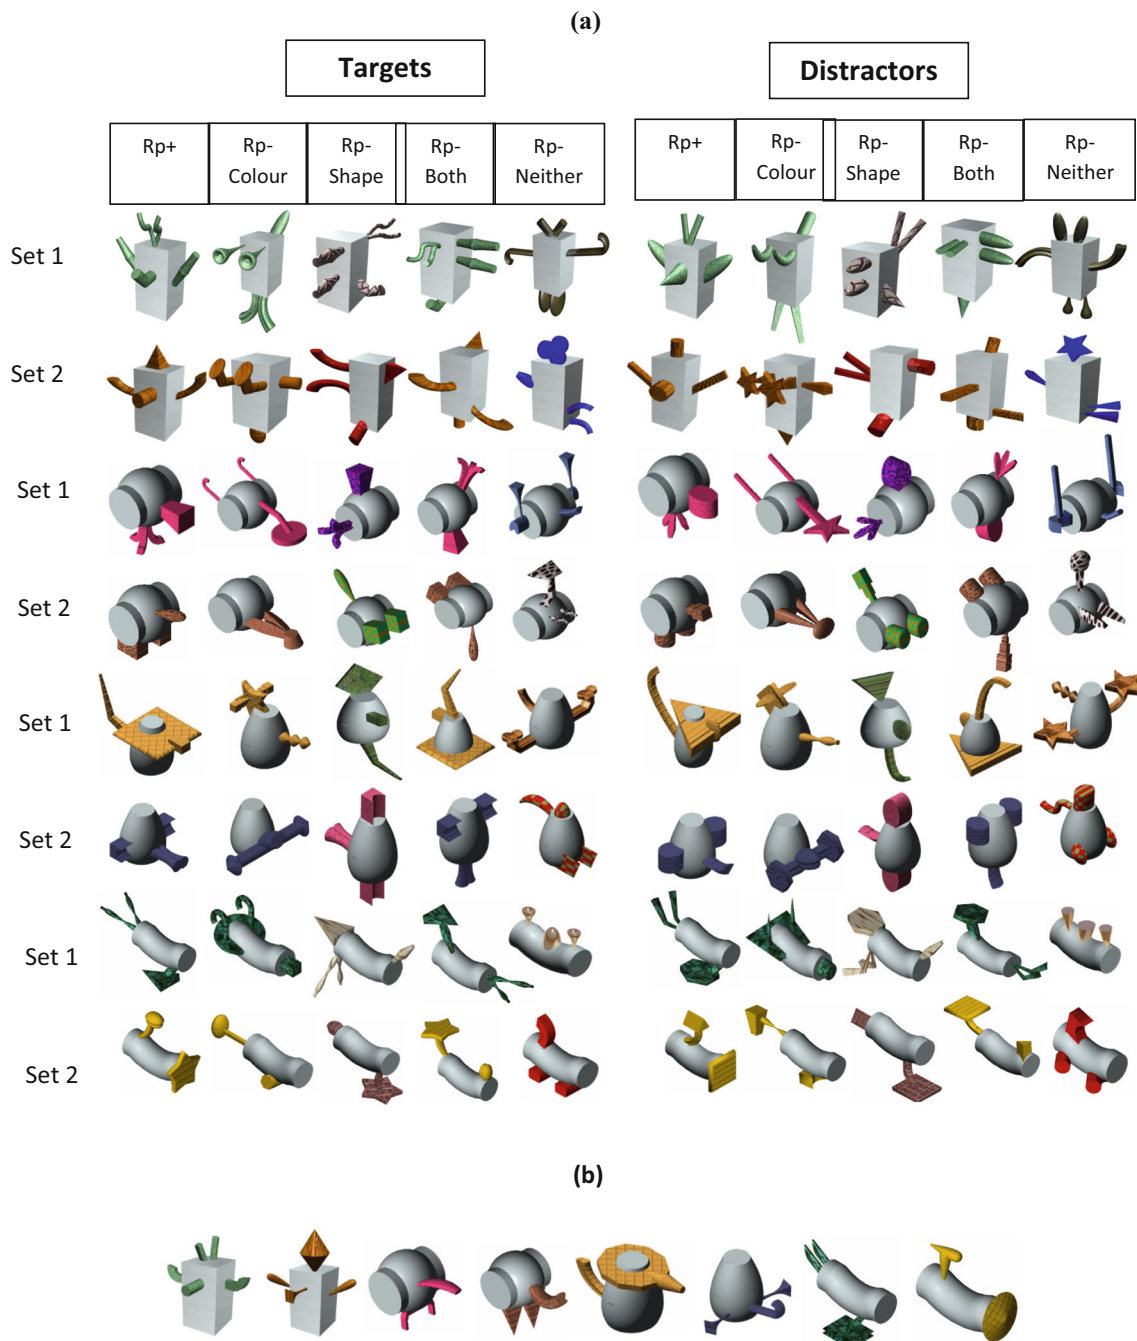 (a)
Targets
Distractors
Rp+
Rp-
Colour
Rp-
Shape
Rp-
Both
Rp-
Neither
Rp+
Rp-
Colour
Rp-
Shape
Rp-
Both
Rp-
Neither
Set 1
Set 2
Set 1
Set 2
Set 1
Set 2
Set 1
Set 2
(b)